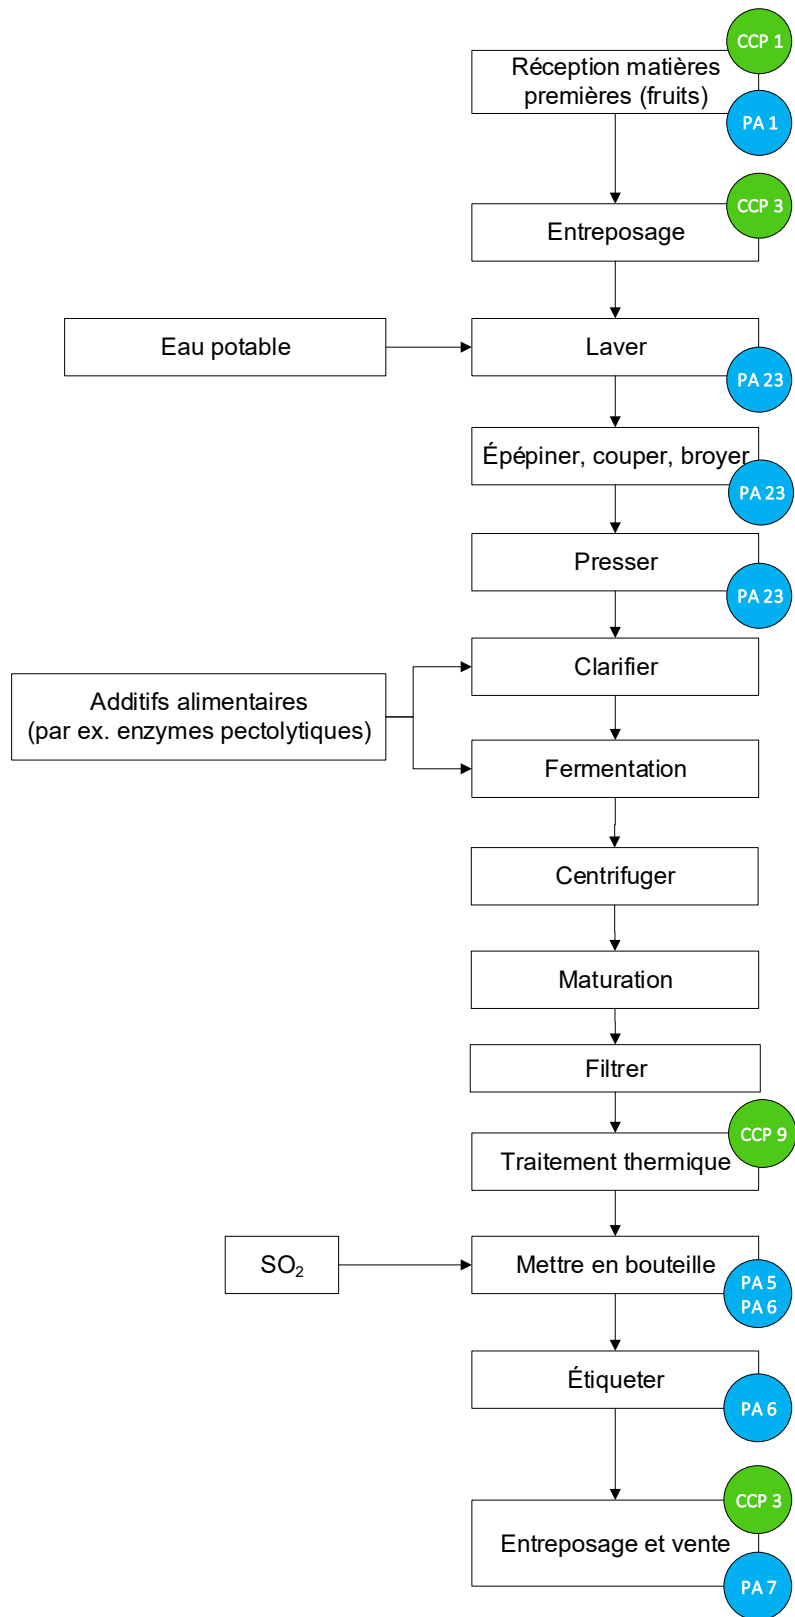 CCP 1
Réception matières
premières (fruits)
PA 1
CCP 3
Entreposage
Eau potable
Laver
PA 23
Épépiner, couper, broyer
PA 23
Presser
PA 23
Clarifier
Additifs alimentaires
(par ex. enzymes pectolytiques)
Fermentation
Centrifuger
Maturation
Filtrer
CCP 9
Traitement thermique
SO₂
Mettre en bouteille
PA 5
PA 6
Étiqueter
PA 6
CCP 3
Entreposage et vente
PA 7